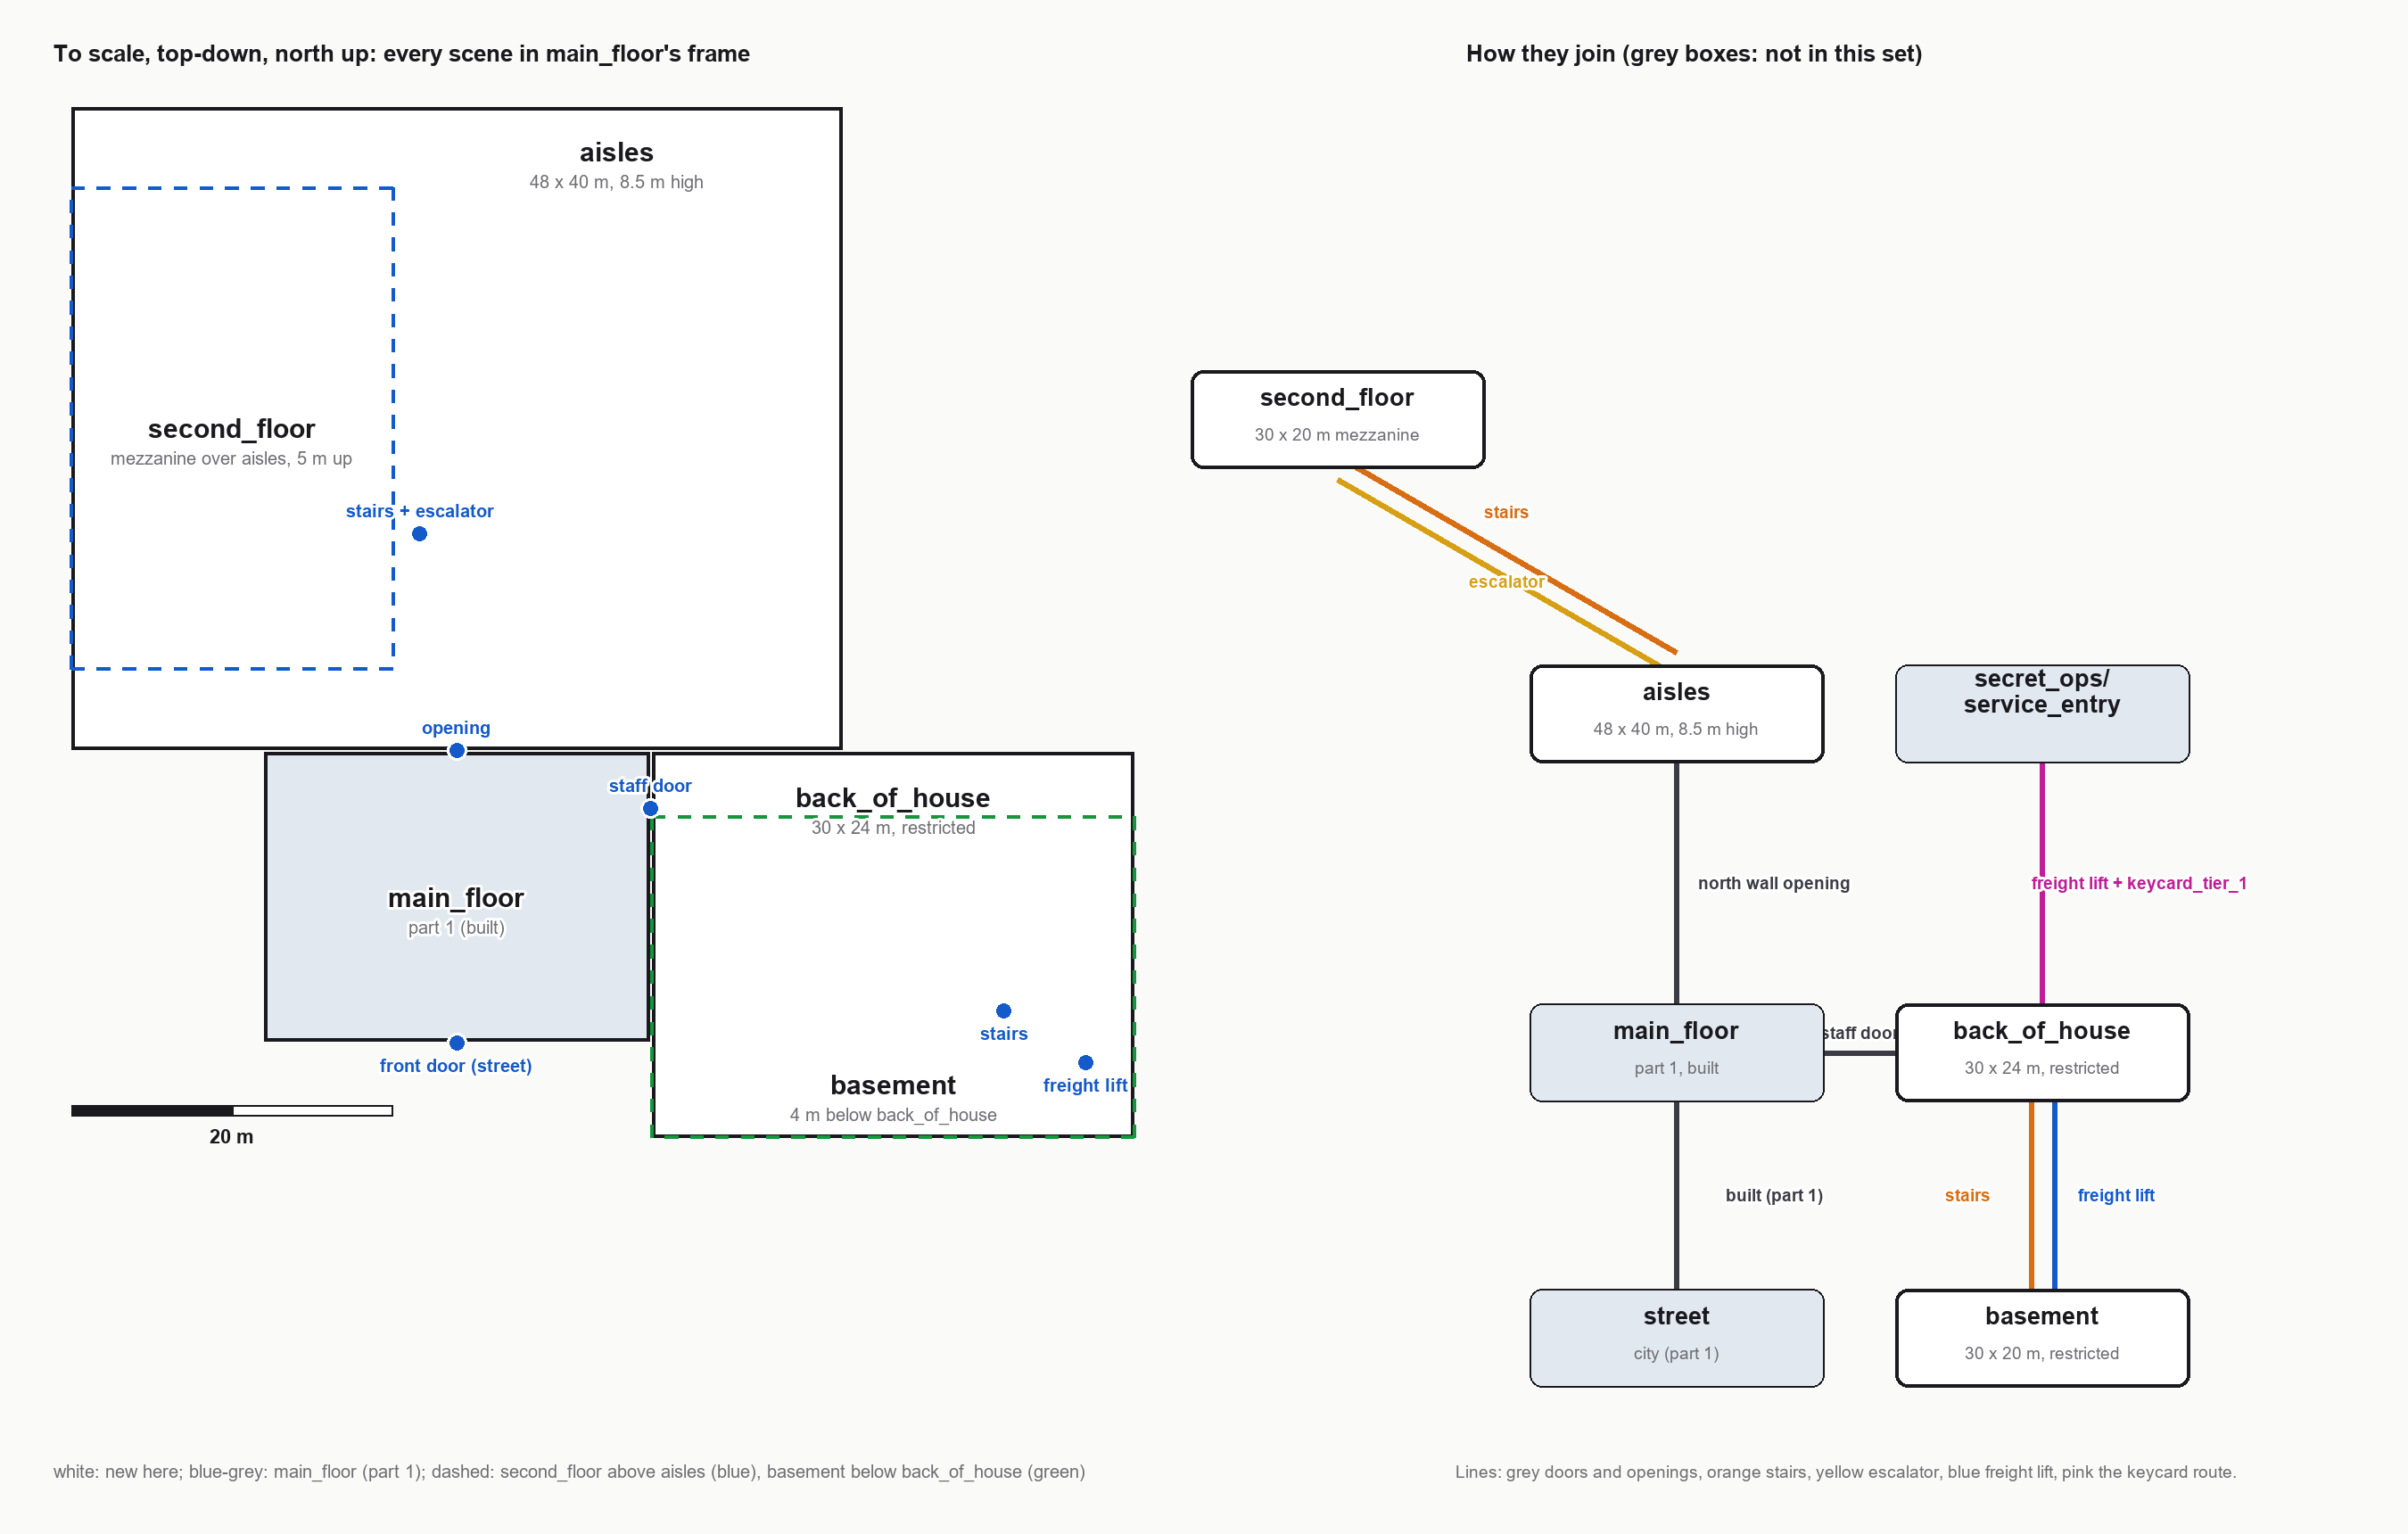 To scale, top-down, north up: every scene in main_floor's frame
aisles
48 x 40 m, 8.5 m high
second_floor
mezzanine over aisles, 5 m up
stairs + escalator
opening
staff door
back_of_house
30 x 24 m, restricted
main_floor
part 1 (built)
stairs
front door (street)
freight lift
basement
4 m below back_of_house
20 m
white: new here; blue-grey: main_floor (part 1); dashed: second_floor above aisles (blue), basement below back_of_house (green)
How they join (grey boxes: not in this set)
second_floor
30 x 20 m mezzanine
stairs
escalator
aisles
48 x 40 m, 8.5 m high
secret_ops/
service_entry
north wall opening
freight lift + keycard_tier_1
main_floor
part 1, built
staff door
back_of_house
30 x 24 m, restricted
built (part 1)
stairs
freight lift
street
city (part 1)
basement
30 x 20 m, restricted
Lines: grey doors and openings, orange stairs, yellow escalator, blue freight lift, pink the keycard route.